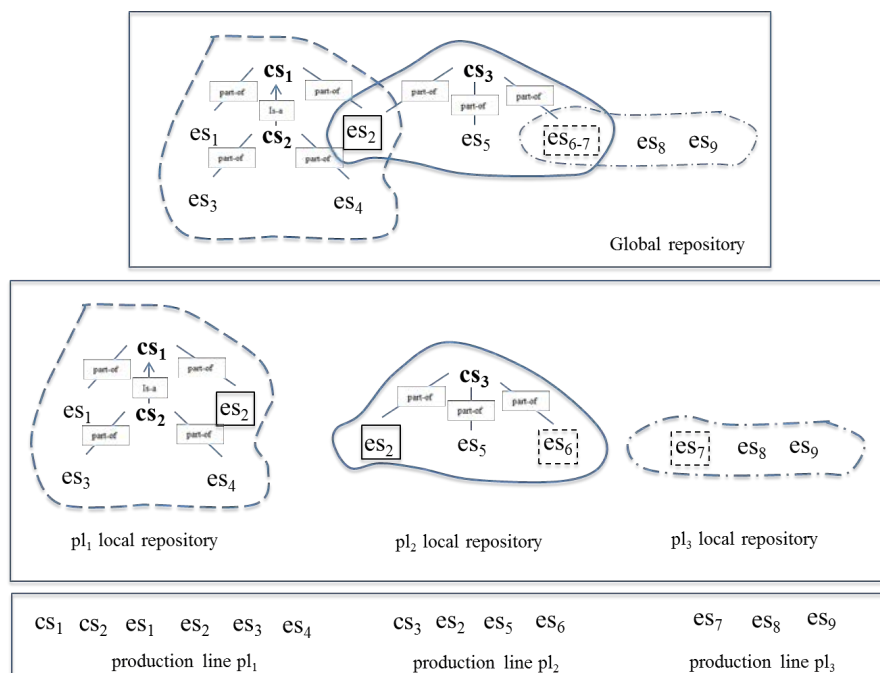 cs₁ cs₃
part-of part-of part-of part-of part-of
Is-a
es₁ cs₂ es₂ es₅ es₆₋₇ es₈ es₉
part-of part-of
es₃ es₄
Global repository
cs₁ cs₃
part-of part-of part-of part-of part-of
Is-a
es₁ cs₂ es₂ es₂ es₅ es₆ es₇ es₈ es₉
part-of part-of
es₃ es₄
pl₁ local repository pl₂ local repository pl₃ local repository
cs₁ cs₂ es₁ es₂ es₃ es₄ cs₃ es₂ es₅ es₆ es₇ es₈ es₉
production line pl₁ production line pl₂ production line pl₃